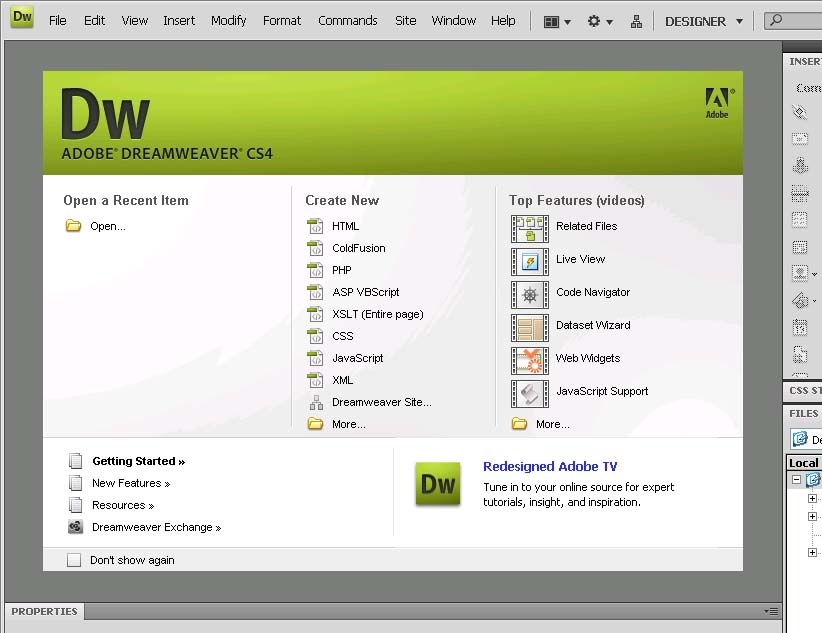 Dw File Edit View Insert Modify Format Commands Site Window Help DESIGNER
Dw
ADOBE® DREAMWEAVER® CS4
Adobe
Open a Recent Item
Open...
Create New
HTML
ColdFusion
PHP
ASP VBScript
XSLT (Entire page)
CSS
JavaScript
XML
Dreamweaver Site...
More...
Top Features (videos)
Related Files
Live View
Code Navigator
Dataset Wizard
Web Widgets
JavaScript Support
More...
Getting Started »
New Features »
Resources »
Dreamweaver Exchange »
Dw
Redesigned Adobe TV
Tune in to your online source for expert
tutorials, insight, and inspiration.
Don't show again
PROPERTIES
INSER
Com
CSS ST
FILES
De
Local